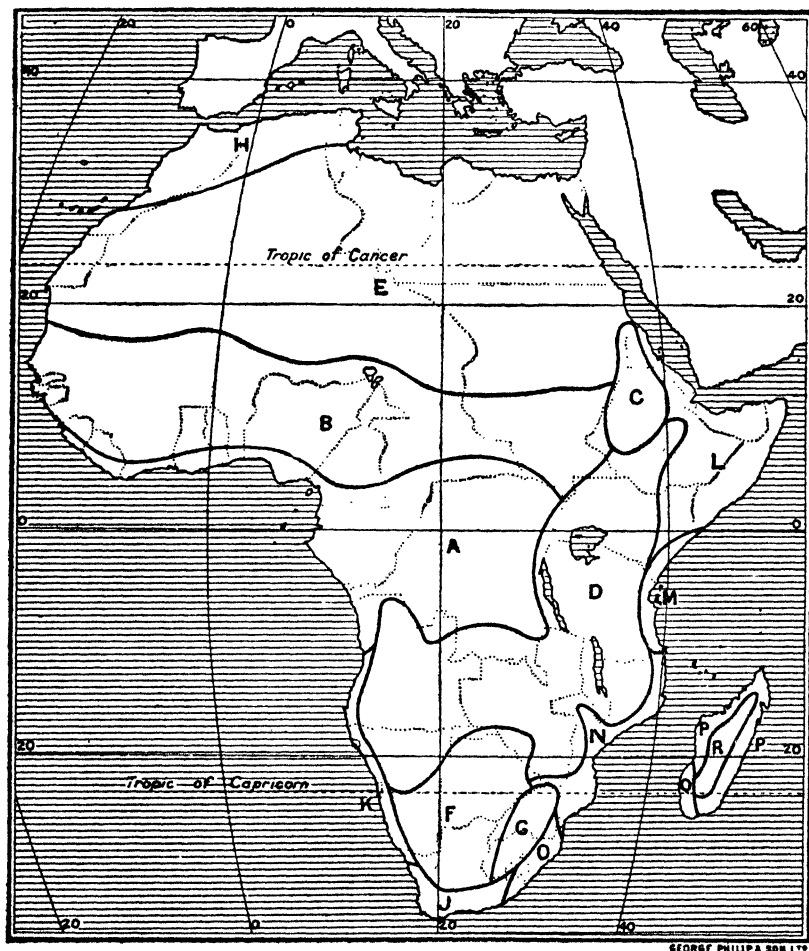 20 0 20 40 60
40 40
H
Tropic of Cancer
E
20
C
B
L
0 0
A
D
M
N
P R P
20 20
Tropic of Capricorn
Q
K F
G
O
J
20 0 20 40
GEORGE PHILIP & SON LTD